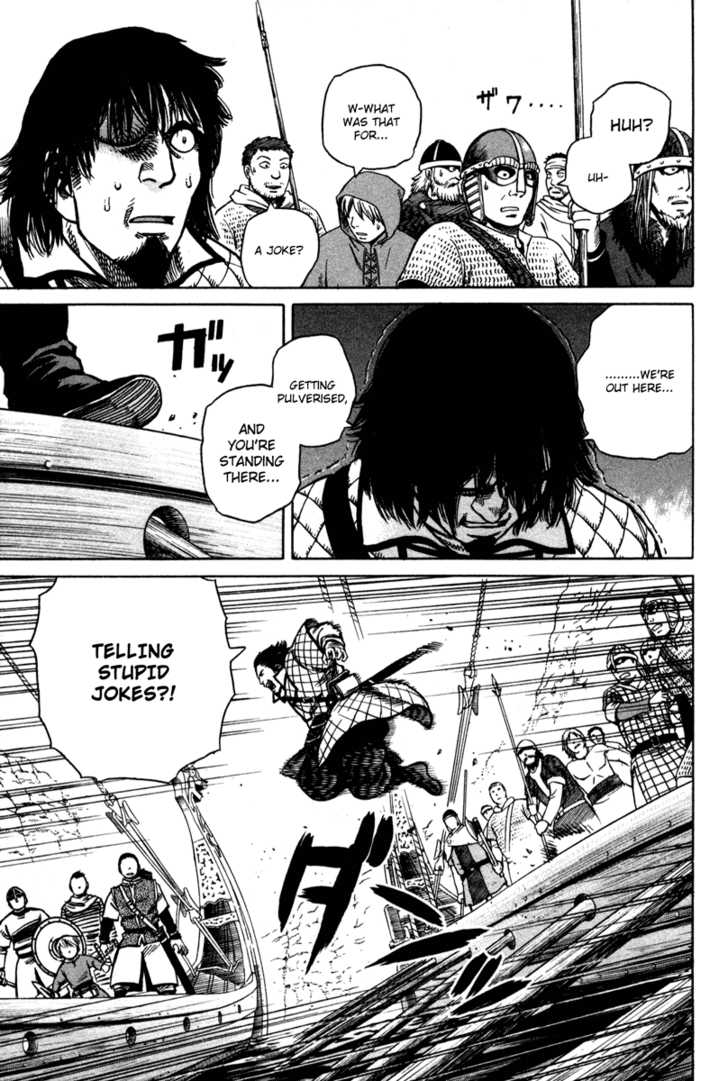 HUH?
UH-
ザワ....
W-WHAT
WAS THAT
FOR...
A JOKE?
.........WE'RE
OUT HERE...
GETTING
PULVERISED,
AND
YOU'RE
STANDING
THERE...
ガッ
TELLING
STUPID
JOKES?!
ダンッ